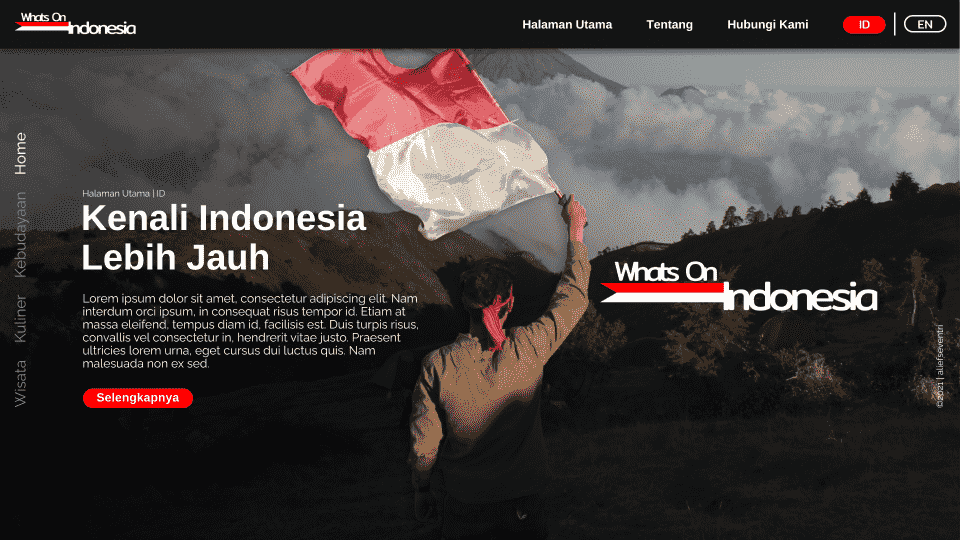 Whats On
Indonesia
Halaman Utama
Tentang
Hubungi Kami
ID
EN
Home
Kebudayaan
Kuliner
Wisata
Halaman Utama | ID
Kenali Indonesia
Lebih Jauh
Lorem ipsum dolor sit amet, consectetur adipiscing elit. Nam
interdum orci ipsum, in consequat risus tempor id. Etiam at
massa eleifend, tempus diam id, facilisis est. Duis turpis risus,
convallis vel consectetur in, hendrerit vitae justo. Praesent
ultricies lorem urna, eget cursus dui luctus quis. Nam
malesuada non ex sed.
Selengkapnya
Whats On
Indonesia
©2021 | aliefseventri